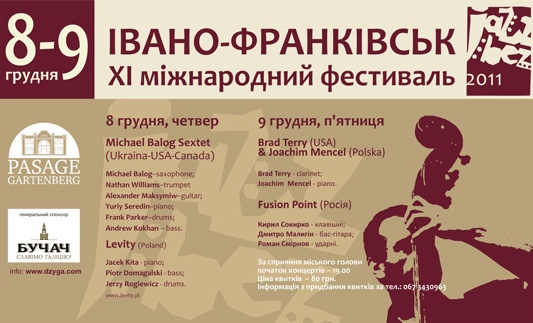 8-9
грудня
ІВАНО-ФРАНКІВСЬК
XI міжнародний фестиваль
Jazz
bez
2011
PASAGE
GARTENBERG
генеральний спонсор
БУЧАЧ
СЛАВІМО ГАЛІЦІЮ
info: www.dzyga.com
8 грудня, четвер
Michael Balog Sextet
(Ukraina-USA-Canada)
Michael Balog–saxophone;
Nathan Williams–trumpet
Alexander Maksymiw–guitar;
Yuriy Seredin–piano;
Frank Parker–drums;
Andrew Kokhan – bass.
Levity (Poland)
Jacek Kita - piano;
Piotr Domagalski - bass;
Jerzy Rogiewicz - drums.
www.levity.pl
9 грудня, п'ятниця
Brad Terry (USA)
& Joachim Mencel (Polska)
Brad Terry - clarinet;
Joachim Mencel - piano.
Fusion Point (Росія)
Кирил Сокирко - клавішні;
Дмитро Малигін - бас-гітара;
Роман Смірнов - ударні.
За сприяння міського голови
початок концертів – 19.00
Ціна квитків – 80 грн.
Інформація з придбання квитків за тел.: 067 3430963